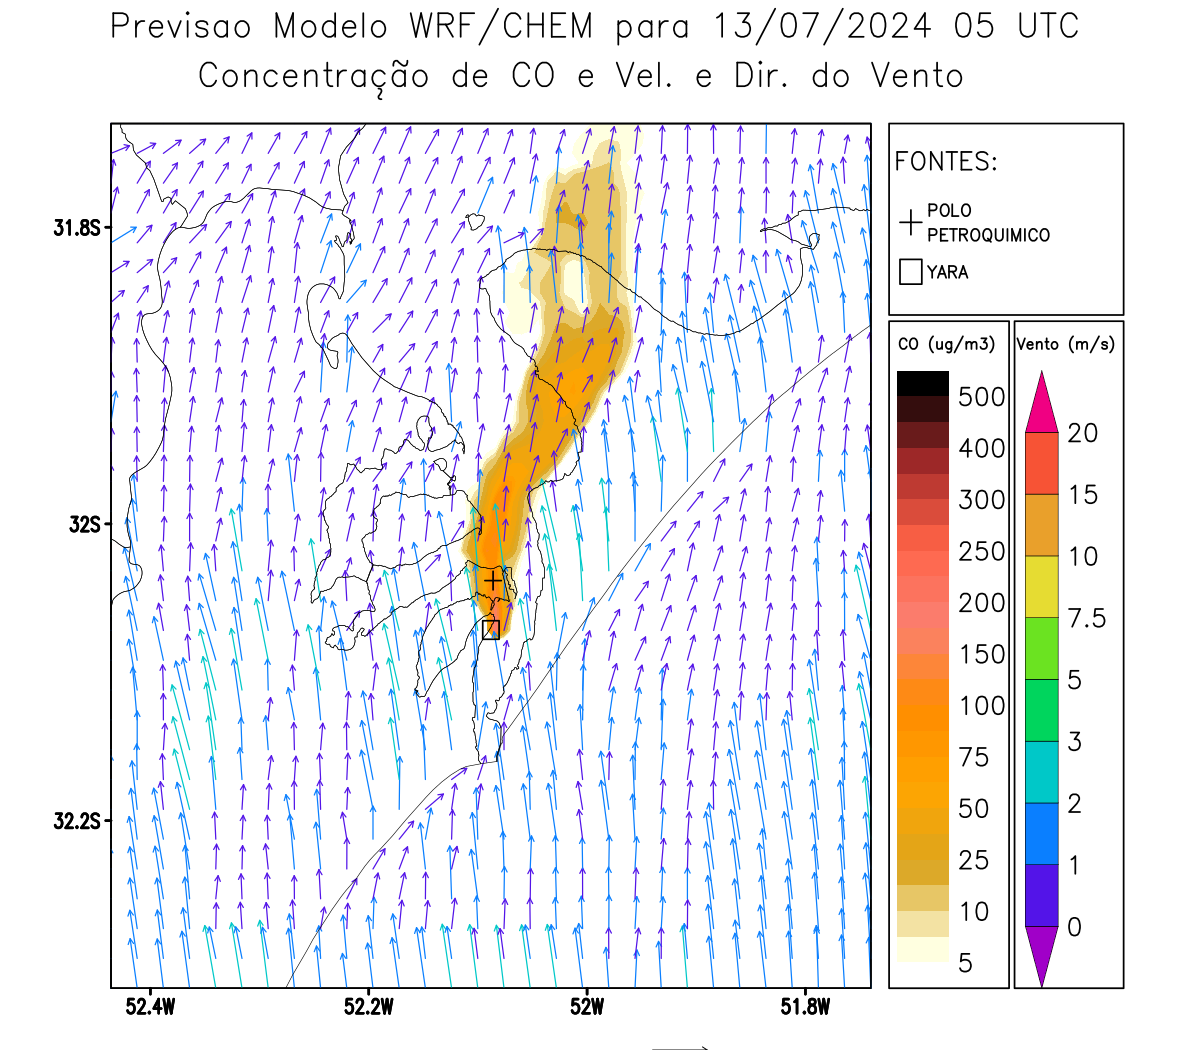 Previsao Modelo WRF/CHEM para 13/07/2024 05 UTC
Concentração de CO e Vel. e Dir. do Vento
FONTES:
POLO
PETROQUIMICO
YARA
CO (ug/m3)
500
400
300
250
200
150
100
75
50
25
10
5
Vento (m/s)
20
15
10
7.5
5
3
2
1
0
31.8S
32S
32.2S
52.4W
52.2W
52W
51.8W